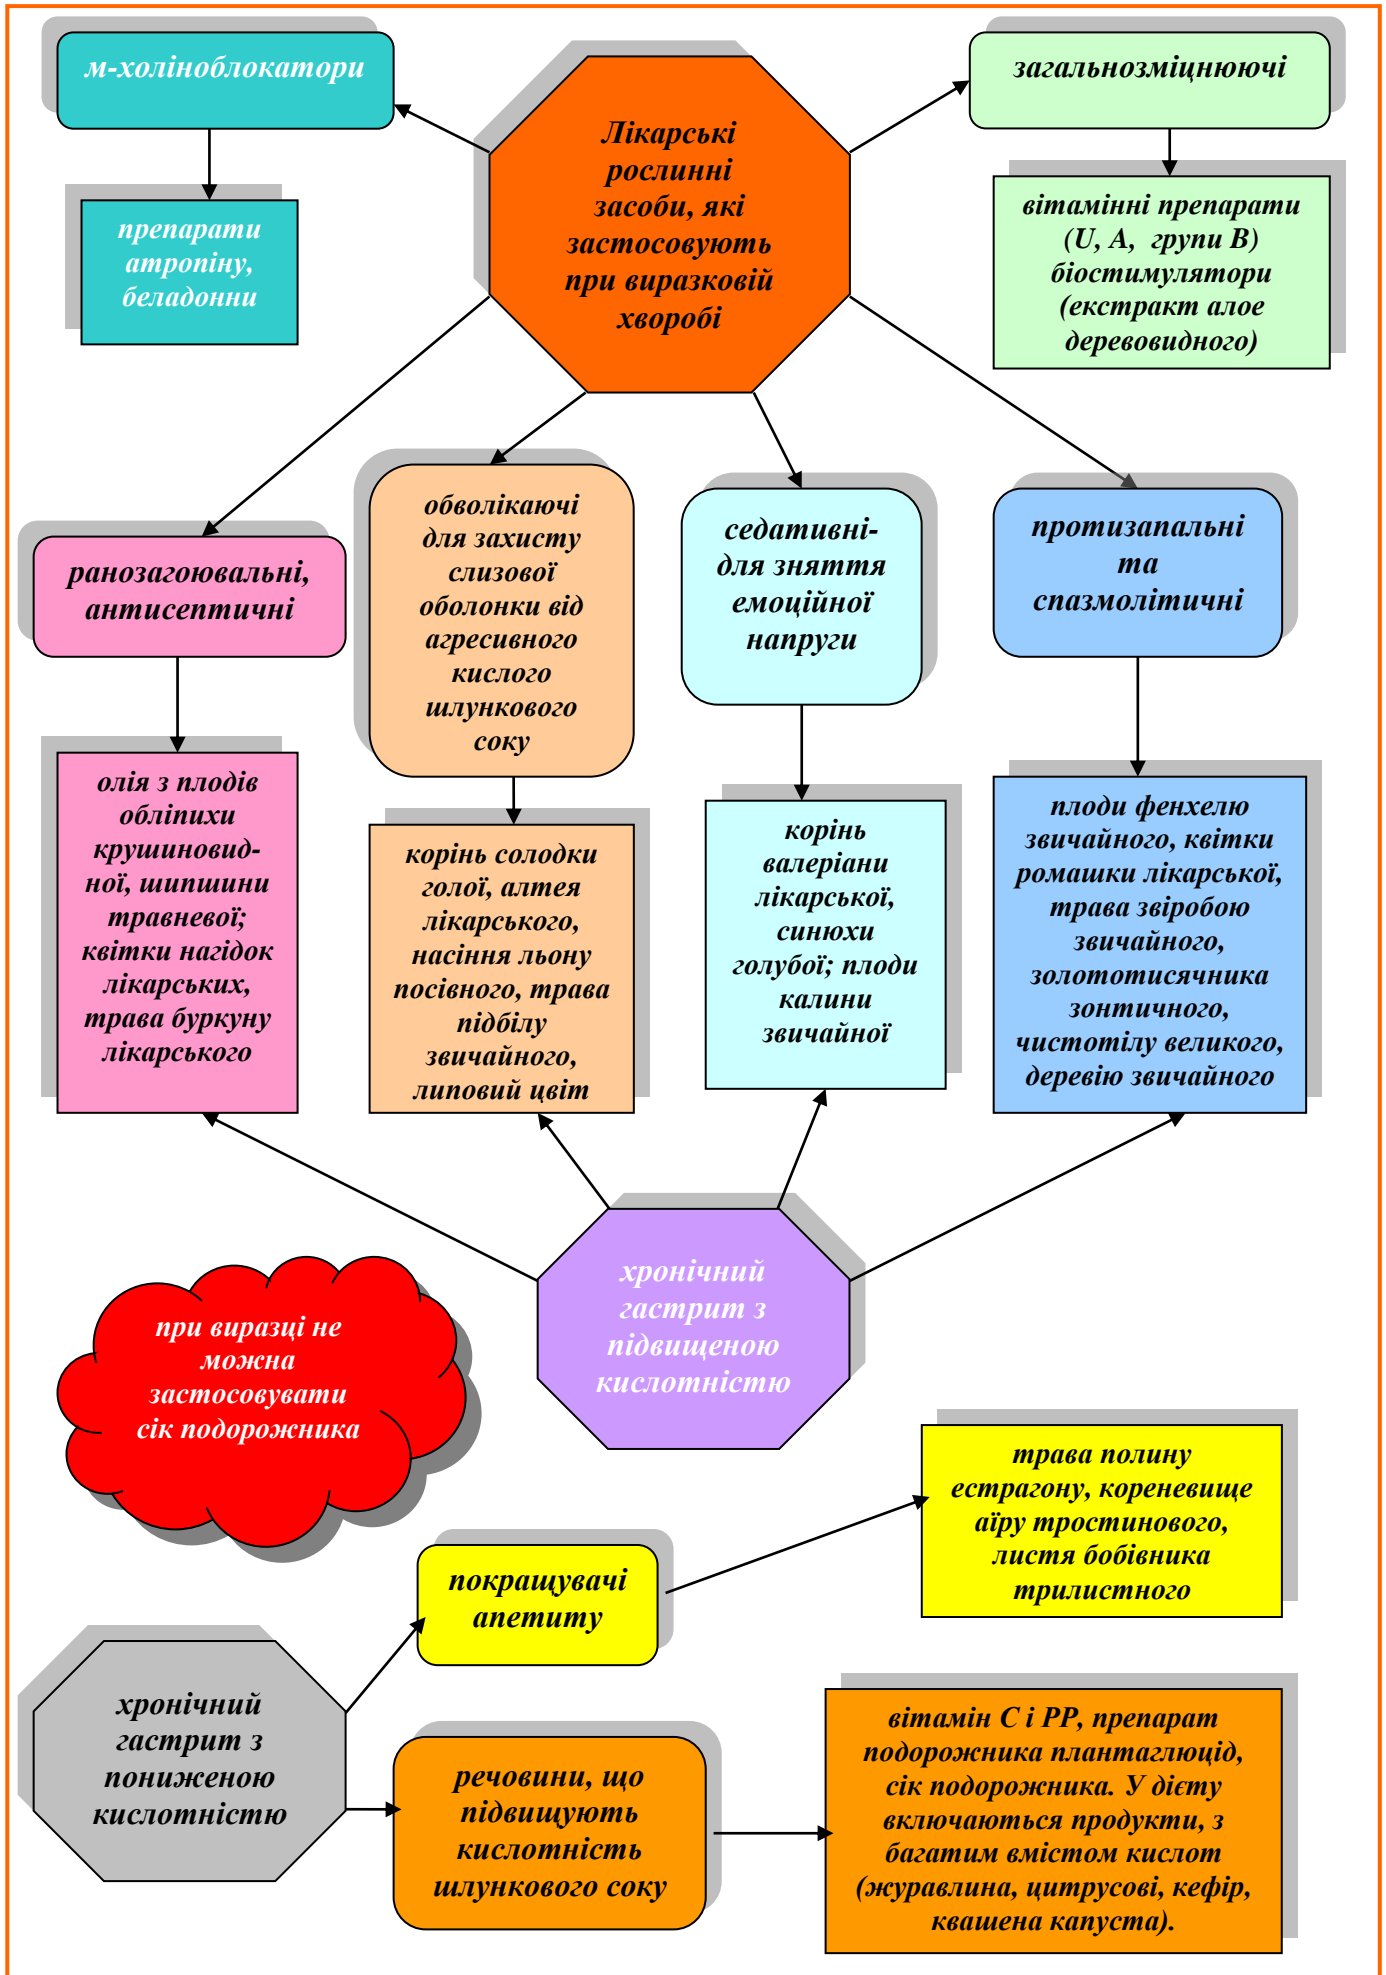 м-холіноблокатори
препарати
атропіну,
беладонни
Лікарські
рослинні
засоби, які
застосовують
при виразковій
хворобі
загальнозміцнюючі
вітамінні препарати
(U, А,  групи В)
біостимулятори
(екстракт алое
деревовидного)
ранозагоювальні,
антисептичні
обволікаючі
для захисту
слизової
оболонки від
агресивного
кислого
шлункового
соку
седативні-
для зняття
емоційної
напруги
протизапальні
та
спазмолітичні
олія з плодів
обліпихи
крушиновид-
ної, шипшини
травневої;
квітки нагідок
лікарських,
трава буркуну
лікарського
корінь солодки
голої, алтея
лікарського,
насіння льону
посівного, трава
підбілу
звичайного,
липовий цвіт
корінь
валеріани
лікарської,
синюхи
голубої; плоди
калини
звичайної
плоди фенхелю
звичайного, квітки
ромашки лікарської,
трава звіробою
звичайного,
золототисячника
зонтичного,
чистотілу великого,
деревію звичайного
хронічний
гастрит з
підвищеною
кислотністю
при виразці не
можна
застосовувати
сік подорожника
трава полину
естрагону, кореневище
аїру тростинового,
листя бобівника
трилистного
покращувачі
апетиту
хронічний
гастрит з
пониженою
кислотністю
речовини, що
підвищують
кислотність
шлункового соку
вітамін С і РР, препарат
подорожника плантаглюцід,
сік подорожника. У дієту
включаються продукти, з
багатим вмістом кислот
(журавлина, цитрусові, кефір,
квашена капуста).